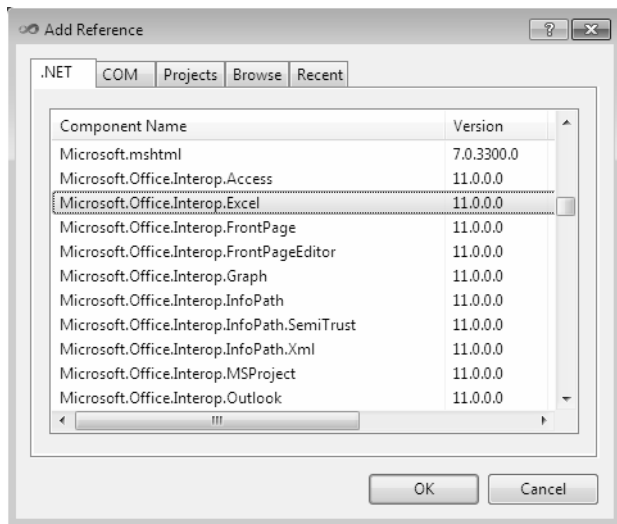 Add Reference
.NET COM Projects Browse Recent
Component Name Version
Microsoft.mshtml 7.0.3300.0
Microsoft.Office.Interop.Access 11.0.0.0
Microsoft.Office.Interop.Excel 11.0.0.0
Microsoft.Office.Interop.FrontPage 11.0.0.0
Microsoft.Office.Interop.FrontPageEditor 11.0.0.0
Microsoft.Office.Interop.Graph 11.0.0.0
Microsoft.Office.Interop.InfoPath 11.0.0.0
Microsoft.Office.Interop.InfoPath.SemiTrust 11.0.0.0
Microsoft.Office.Interop.InfoPath.Xml 11.0.0.0
Microsoft.Office.Interop.MSProject 11.0.0.0
Microsoft.Office.Interop.Outlook 11.0.0.0
OK Cancel